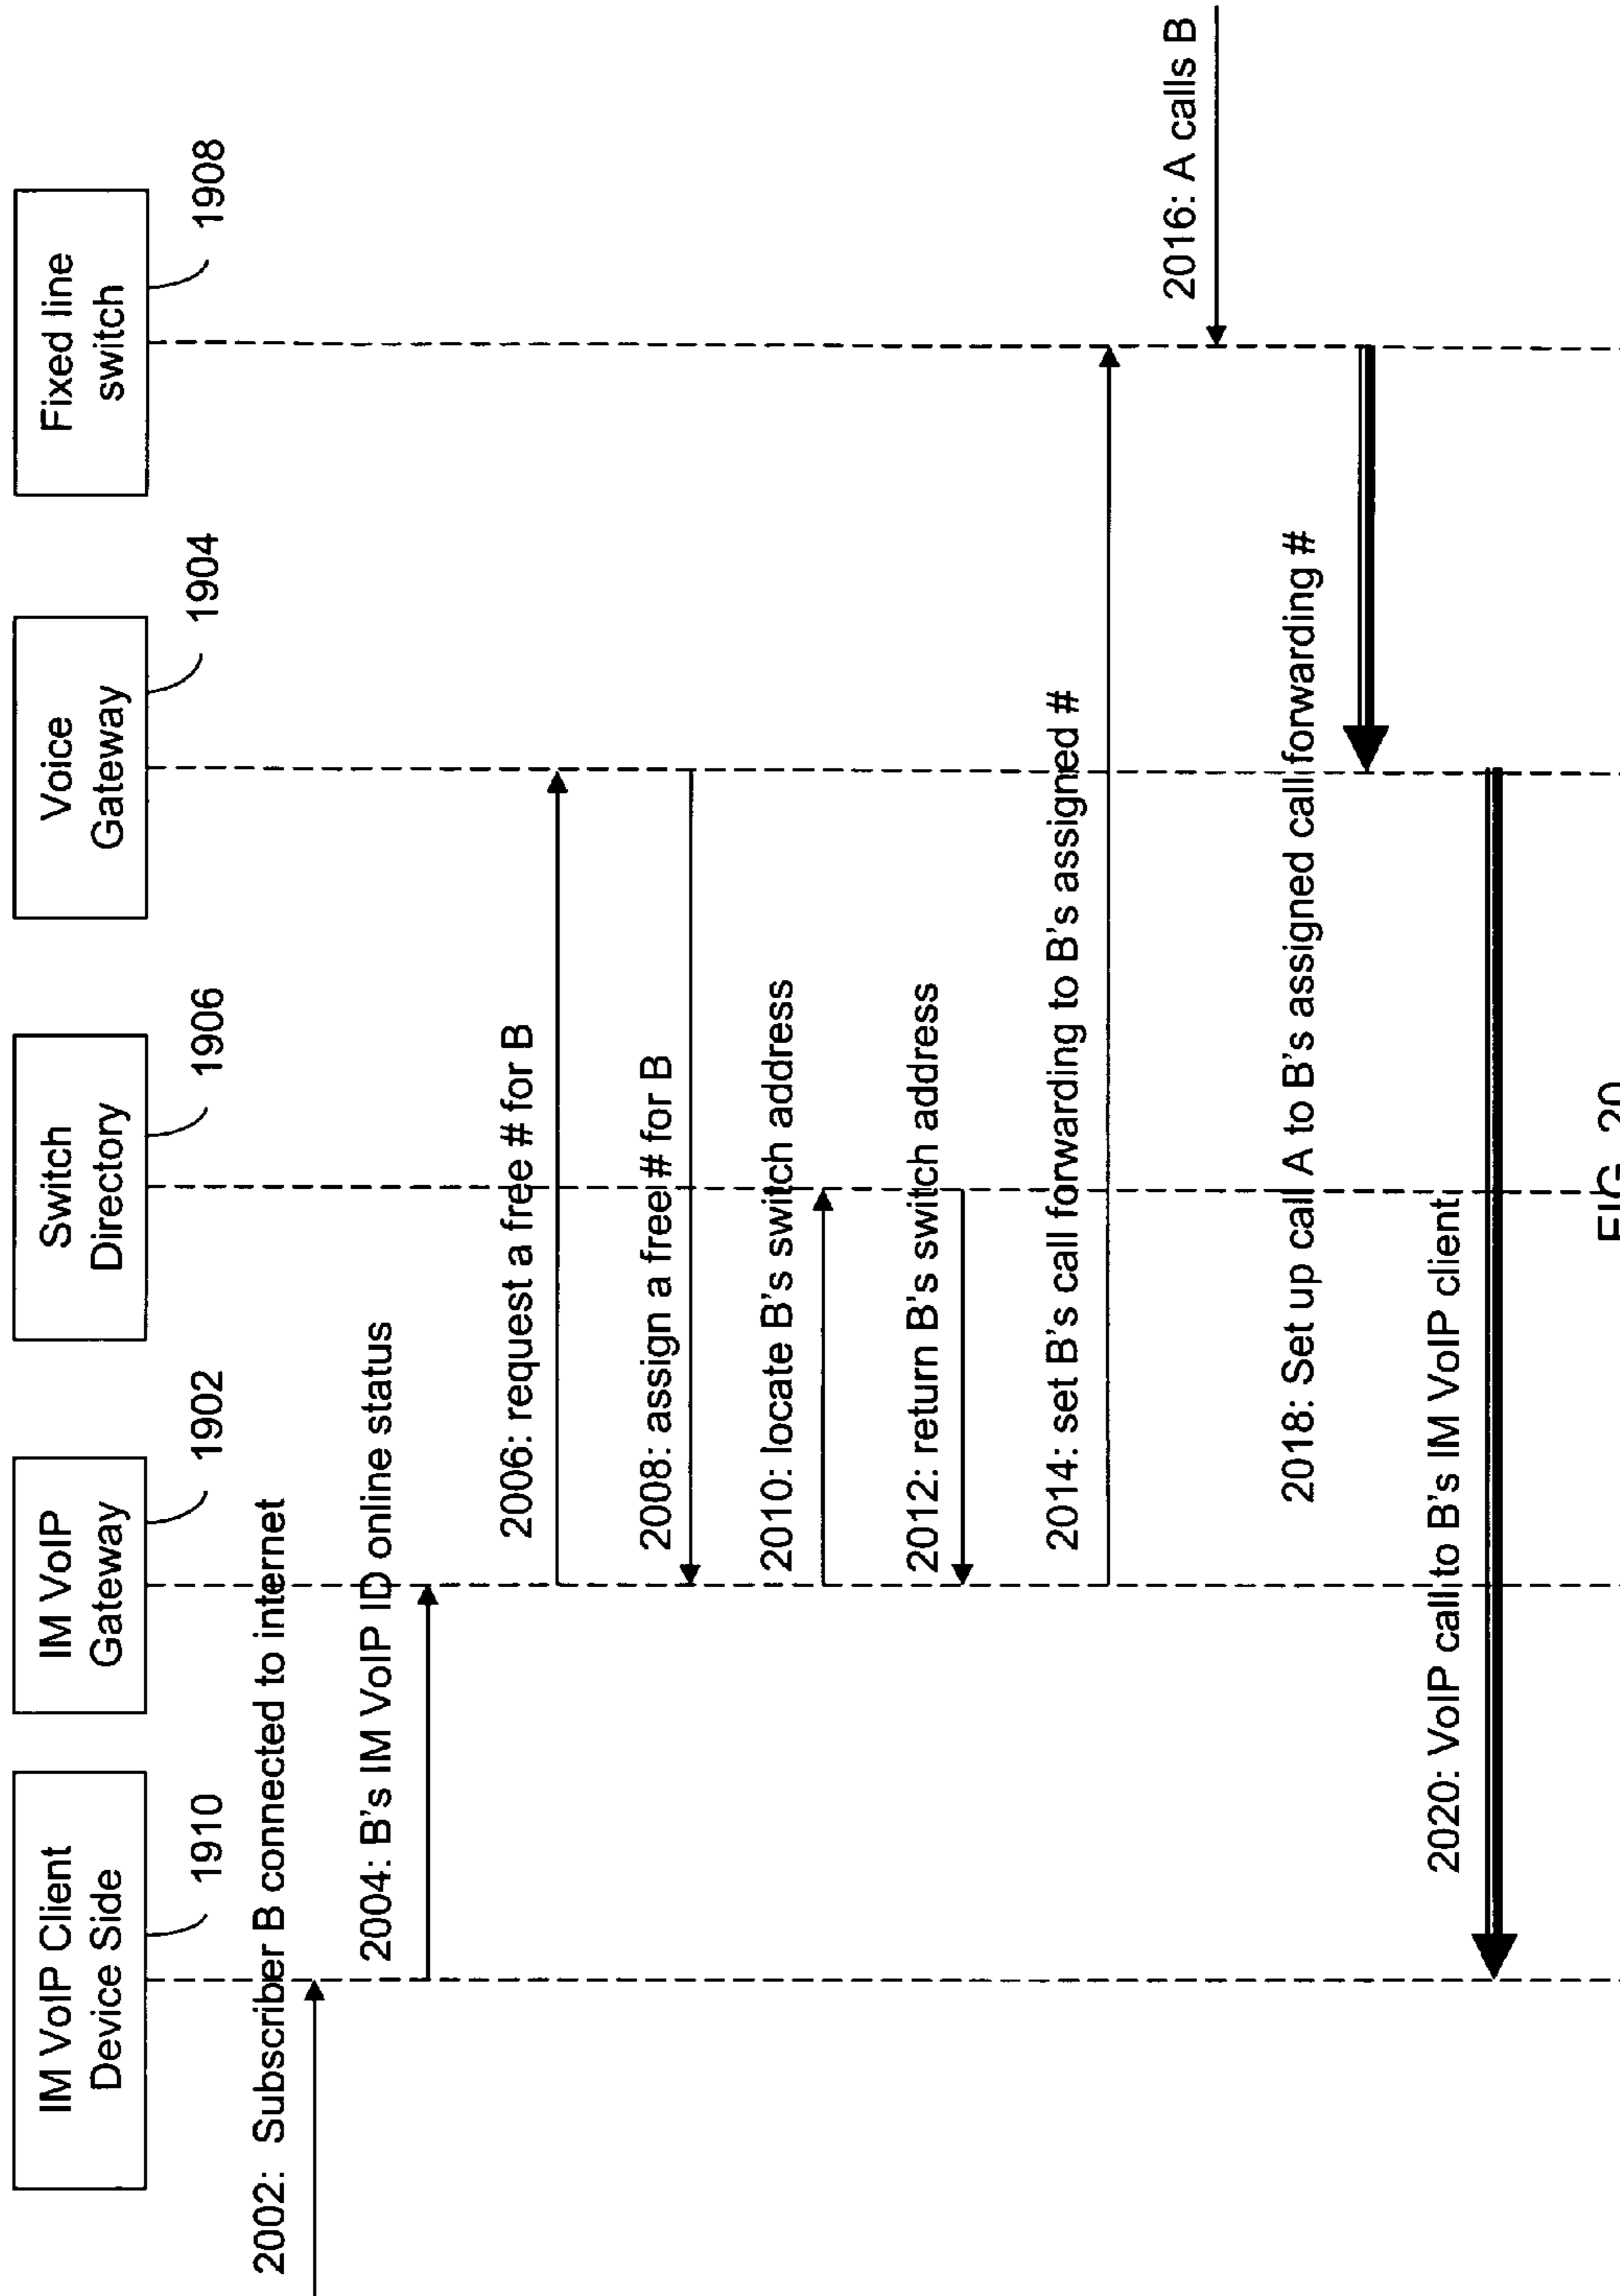 IM VoIP Client
Device Side
1910
IM VoIP
Gateway
1902
Switch
Directory
1906
Voice
Gateway
1904
Fixed line
switch
1908
2002: Subscriber B connected to internet
2004: B's IM VoIP ID online status
2006: request a free # for B
2008: assign a free # for B
2010: locate B's switch address
2012: return B's switch address
2014: set B's call forwarding to B's assigned #
2016: A calls B
2018: Set up call A to B's assigned call forwarding #
2020: VoIP call to B's IM VoIP client
FIG. 20